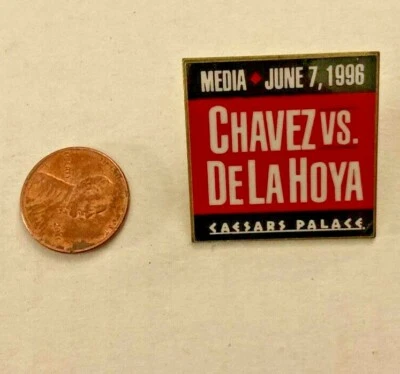 MEDIA ♦ JUNE 7, 1996
CHAVEZ VS.
DE LA HOYA
CAESARS PALACE